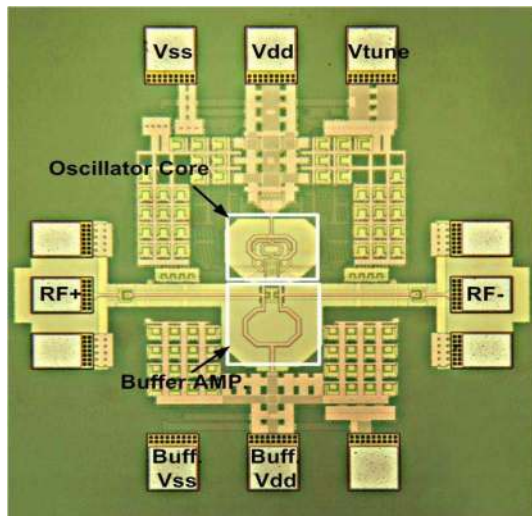 Vss Vdd Vtune
Oscillator Core
RF+ RF-
Buffer AMP
Buff. Buff.
Vss Vdd